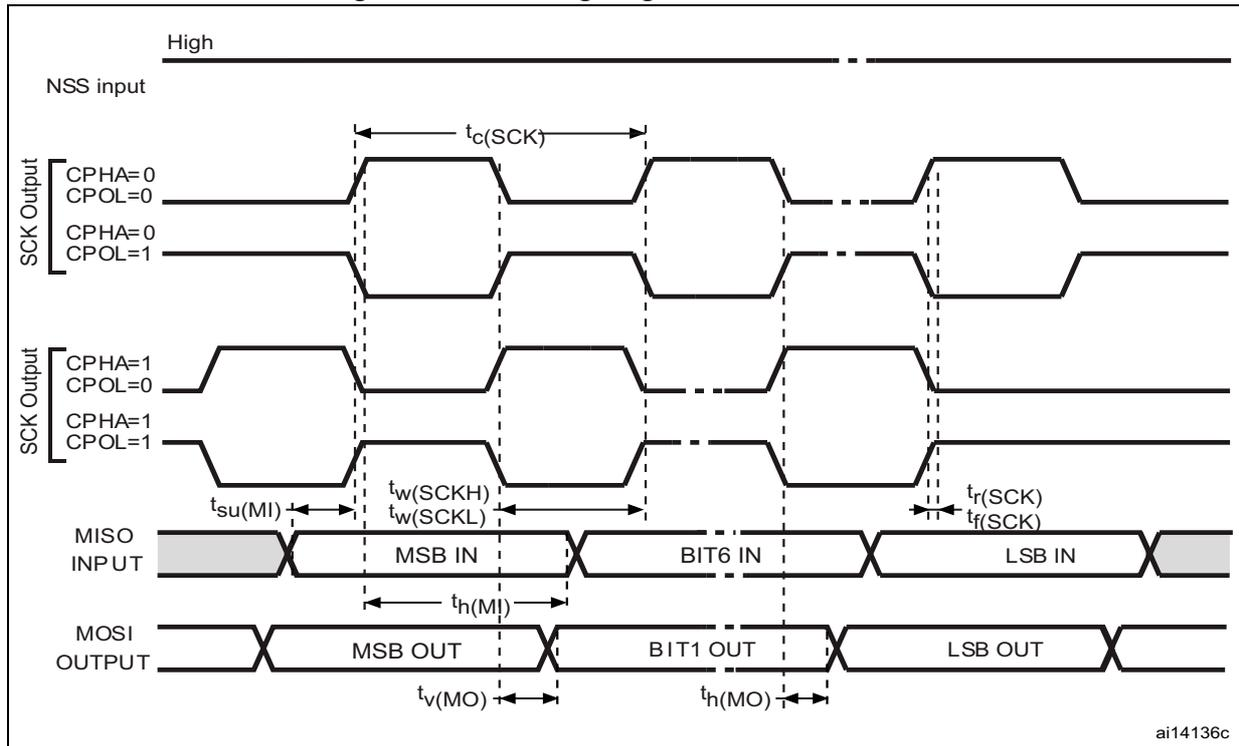 High
NSS input
tc(SCK)
SCK Output
CPHA=0
CPOL=0
CPHA=0
CPOL=1
SCK Output
CPHA=1
CPOL=0
CPHA=1
CPOL=1
tsu(MI)
tw(SCKH)
tw(SCKL)
tr(SCK)
tf(SCK)
MISO
INPUT
MSB IN
BIT6 IN
LSB IN
th(MI)
MOSI
OUTPUT
MSB OUT
BIT1 OUT
LSB OUT
tv(MO)
th(MO)
ai14136c